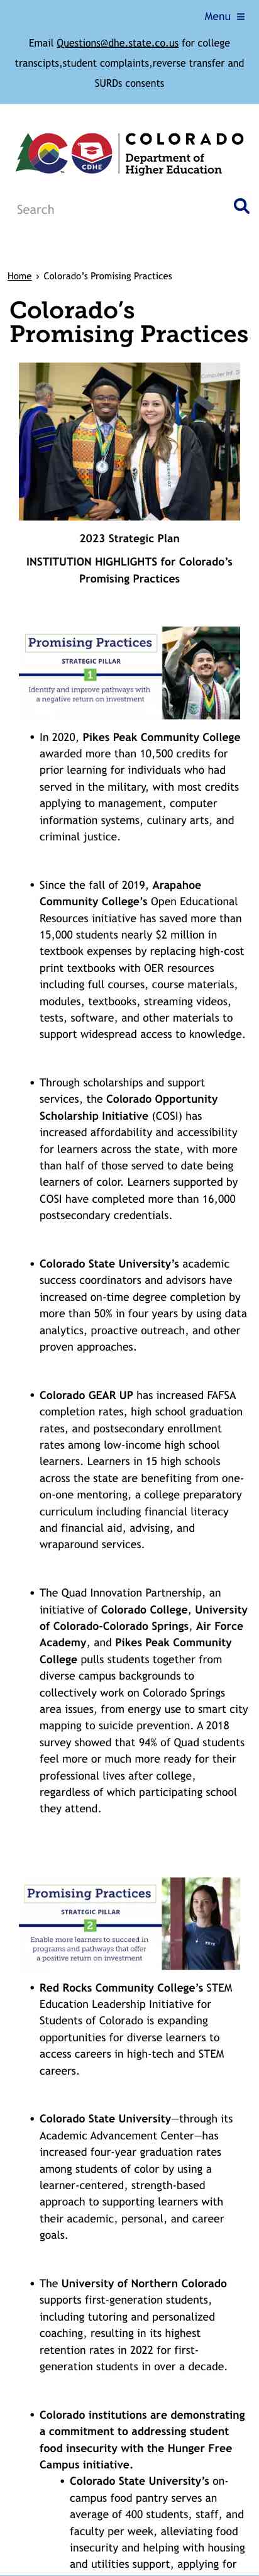 Menu ≡
Email Questions@dhe.state.co.us for college
transcipts,student complaints,reverse transfer and
SURDs consents
CO
CDHE
COLORADO
Department of
Higher Education
Search
Home › Colorado’s Promising Practices
Colorado’s
Promising Practices
2023 Strategic Plan
INSTITUTION HIGHLIGHTS for Colorado’s
Promising Practices
Promising Practices
STRATEGIC PILLAR
1
Identify and improve pathways with
a negative return on investment
• In 2020, Pikes Peak Community College
awarded more than 10,500 credits for
prior learning for individuals who had
served in the military, with most credits
applying to management, computer
information systems, culinary arts, and
criminal justice.
• Since the fall of 2019, Arapahoe
Community College’s Open Educational
Resources initiative has saved more than
15,000 students nearly $2 million in
textbook expenses by replacing high-cost
print textbooks with OER resources
including full courses, course materials,
modules, textbooks, streaming videos,
tests, software, and other materials to
support widespread access to knowledge.
• Through scholarships and support
services, the Colorado Opportunity
Scholarship Initiative (COSI) has
increased affordability and accessibility
for learners across the state, with more
than half of those served to date being
learners of color. Learners supported by
COSI have completed more than 16,000
postsecondary credentials.
• Colorado State University’s academic
success coordinators and advisors have
increased on-time degree completion by
more than 50% in four years by using data
analytics, proactive outreach, and other
proven approaches.
• Colorado GEAR UP has increased FAFSA
completion rates, high school graduation
rates, and postsecondary enrollment
rates among low-income high school
learners. Learners in 15 high schools
across the state are benefiting from one-
on-one mentoring, a college preparatory
curriculum including financial literacy
and financial aid, advising, and
wraparound services.
• The Quad Innovation Partnership, an
initiative of Colorado College, University
of Colorado-Colorado Springs, Air Force
Academy, and Pikes Peak Community
College pulls students together from
diverse campus backgrounds to
collectively work on Colorado Springs
area issues, from energy use to smart city
mapping to suicide prevention. A 2018
survey showed that 94% of Quad students
feel more or much more ready for their
professional lives after college,
regardless of which participating school
they attend.
Promising Practices
STRATEGIC PILLAR
2
Enable more learners to succeed in
programs and pathways that offer
a positive return on investment
• Red Rocks Community College’s STEM
Education Leadership Initiative for
Students of Colorado is expanding
opportunities for diverse learners to
access careers in high-tech and STEM
careers.
• Colorado State University—through its
Academic Advancement Center—has
increased four-year graduation rates
among students of color by using a
learner-centered, strength-based
approach to supporting learners with
their academic, personal, and career
goals.
• The University of Northern Colorado
supports first-generation students,
including tutoring and personalized
coaching, resulting in its highest
retention rates in 2022 for first-
generation students in over a decade.
• Colorado institutions are demonstrating
a commitment to addressing student
food insecurity with the Hunger Free
Campus initiative.
• Colorado State University’s on-
campus food pantry serves an
average of 400 students, staff, and
faculty per week, alleviating food
insecurity and helping with housing
and utilities support, applying for